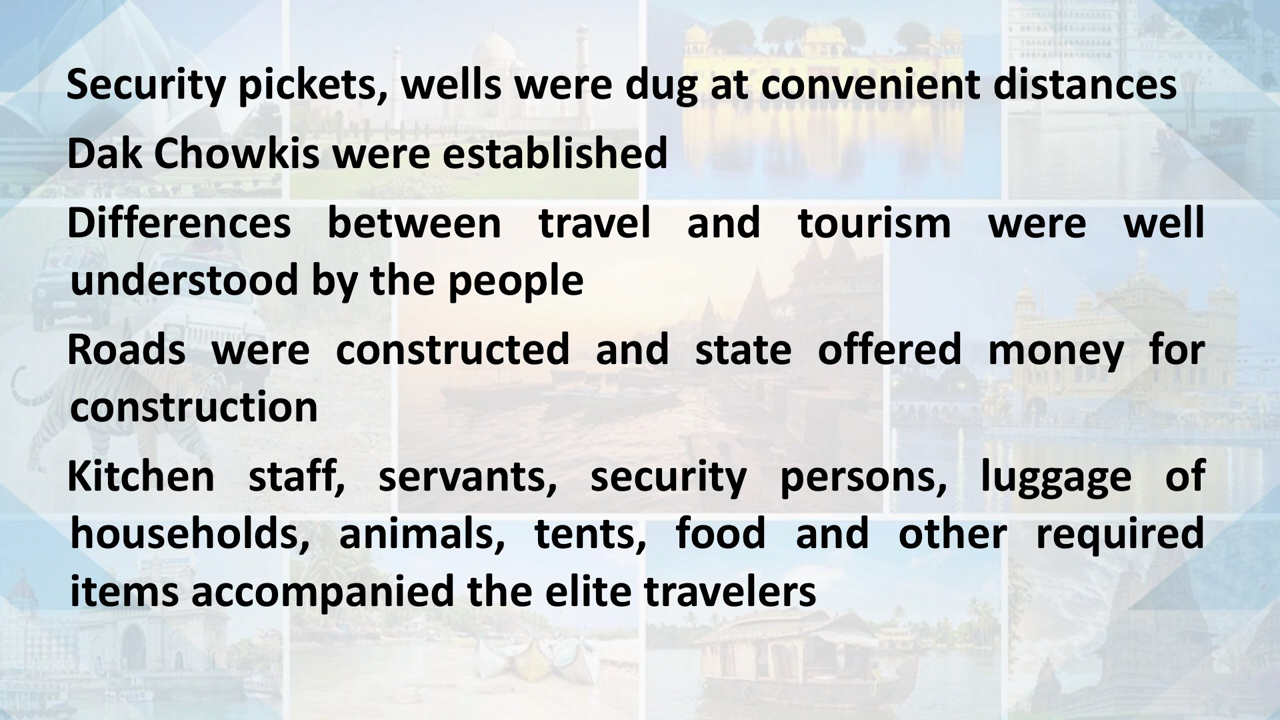 Security pickets, wells were dug at convenient distances
Dak Chowkis were established
Differences between travel and tourism were well
understood by the people
Roads were constructed and state offered money for
construction
Kitchen staff, servants, security persons, luggage of
households, animals, tents, food and other required
items accompanied the elite travelers